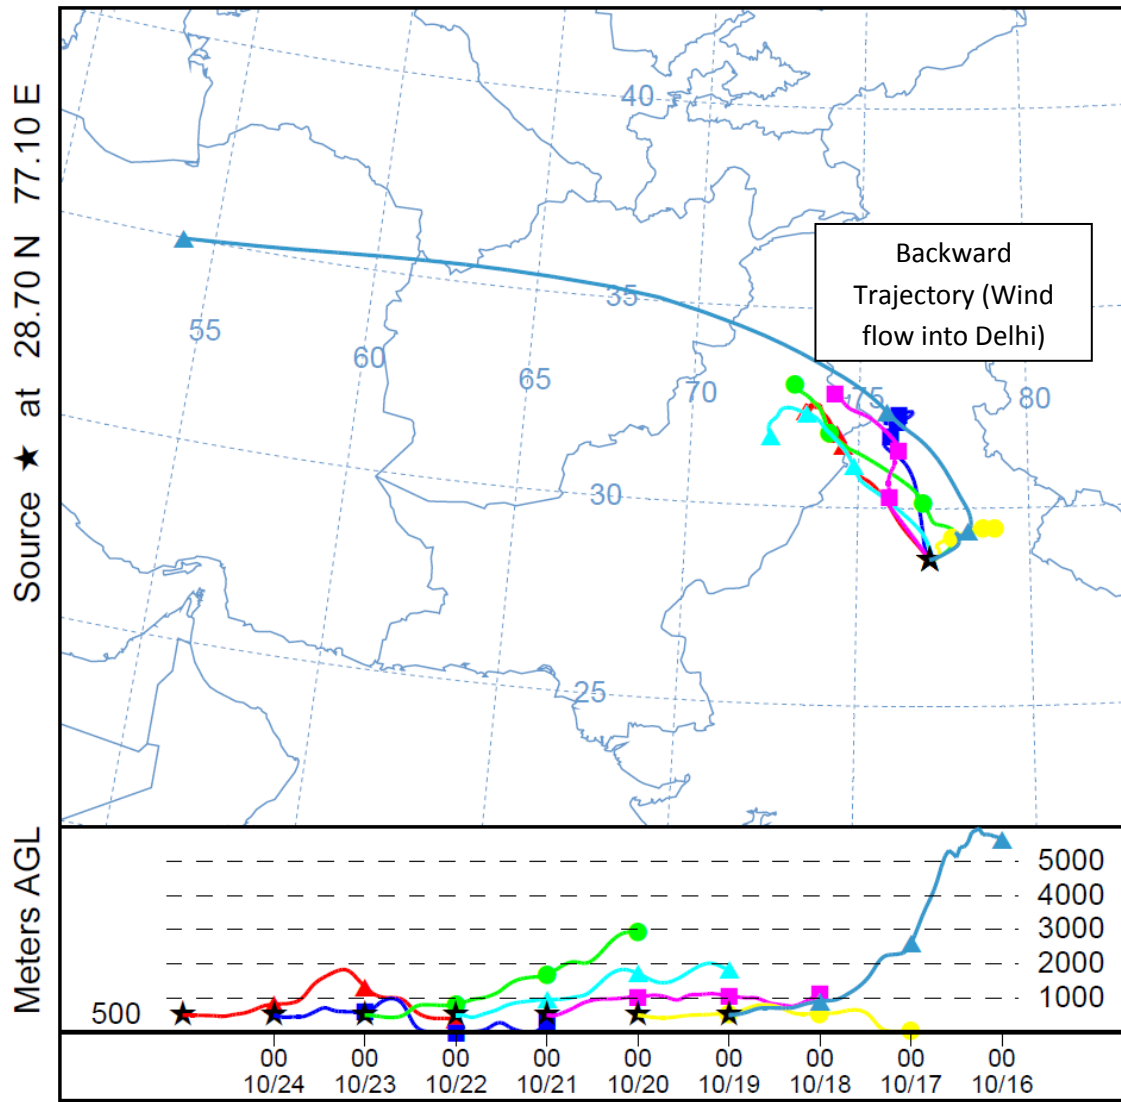 Source ★ at 28.70 N 77.10 E
40
Backward
Trajectory (Wind
flow into Delhi)
35
55
60
65
70
75
80
30
25
Meters AGL
5000
4000
3000
2000
1000
500
00 00 00 00 00 00 00 00 00
10/24 10/23 10/22 10/21 10/20 10/19 10/18 10/17 10/16